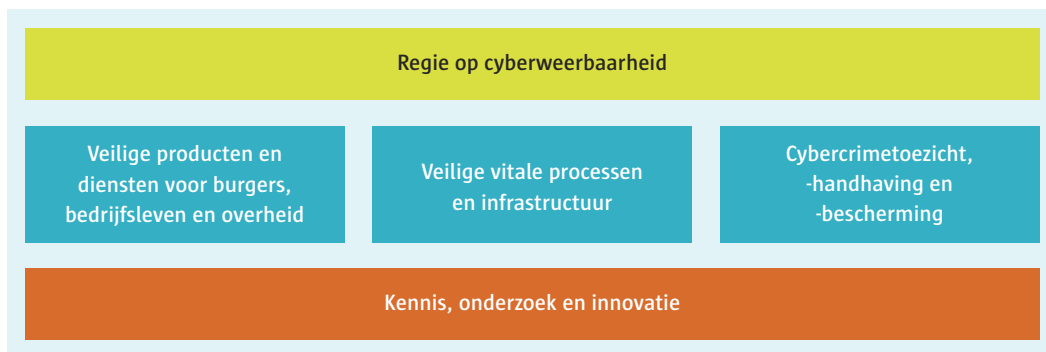 Regie op cyberweerbaarheid
Veilige producten en
diensten voor burgers,
bedrijfsleven en overheid
Veilige vitale processen
en infrastructuur
Cybercrimetoezicht,
-handhaving en
-bescherming
Kennis, onderzoek en innovatie